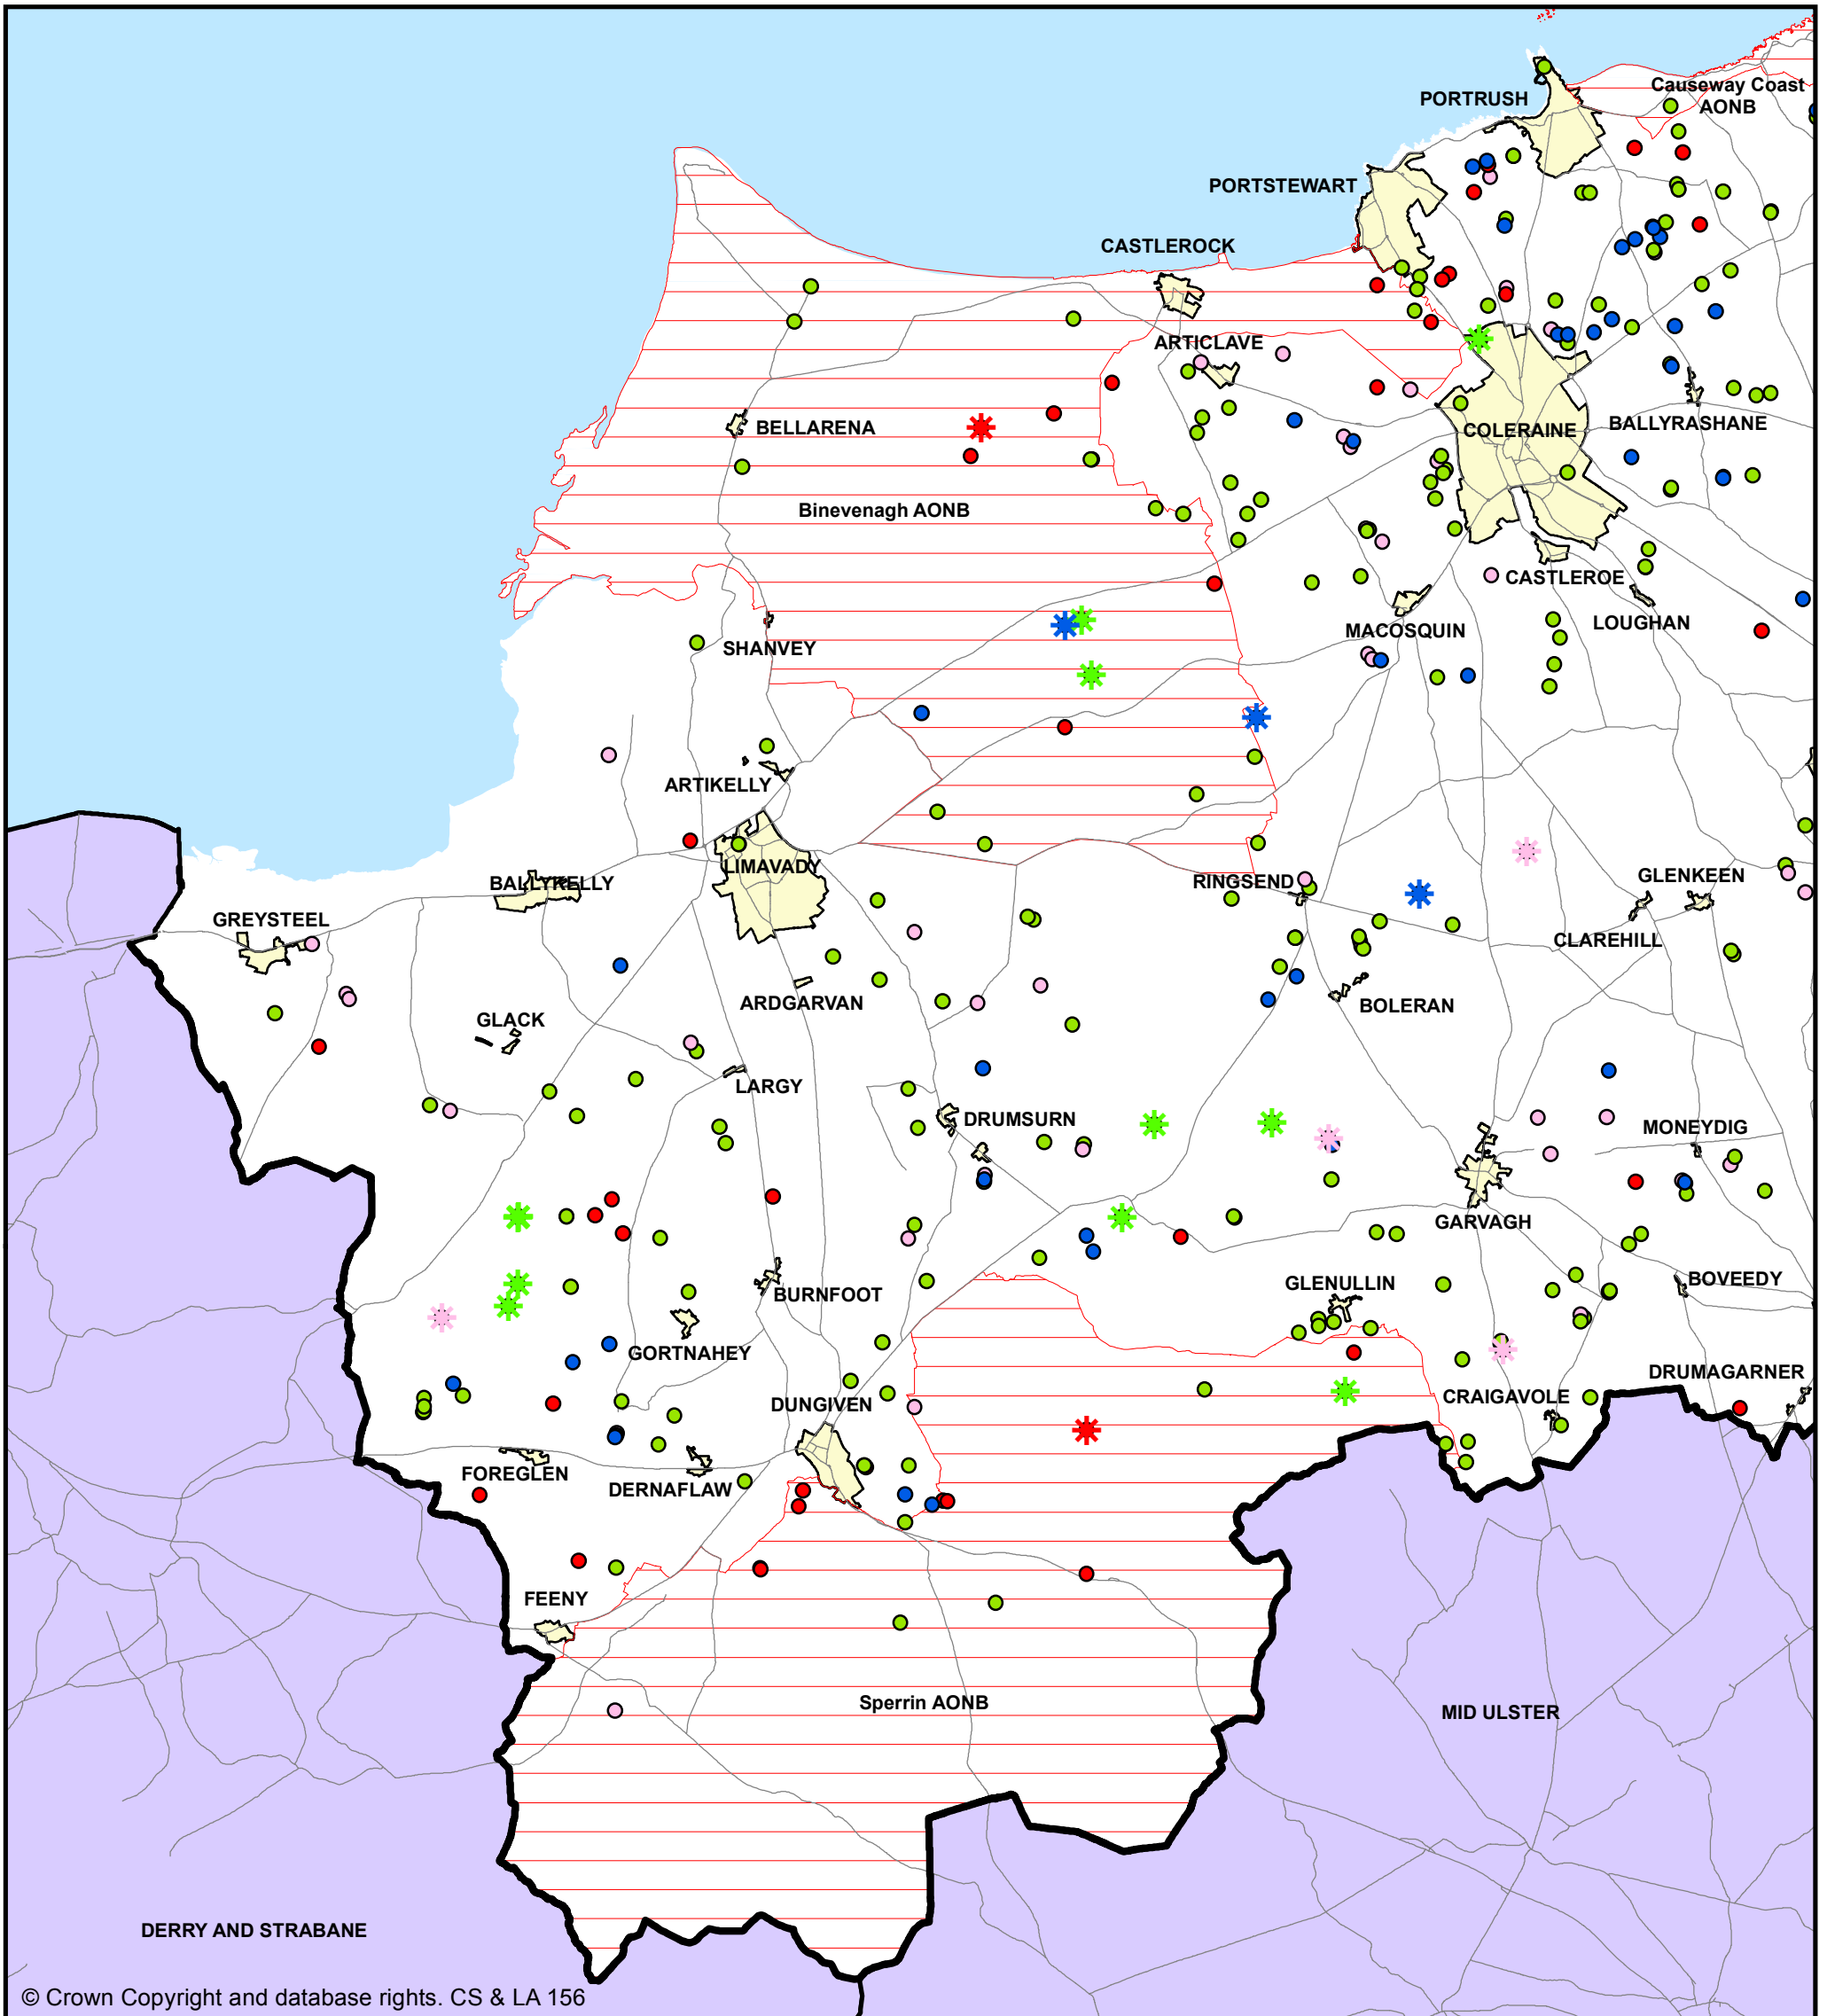 Causeway Coast
AONB
PORTRUSH
PORTSTEWART
CASTLEROCK
ARTICLAVE
BELLARENA
BALLYRASHANE
COLERAINE
Binevenagh AONB
CASTLEROE
LOUGHAN
MACOSQUIN
SHANVEY
ARTIKELLY
LIMAVADY
BALLYKELLY
RINGSEND
GLENKEEN
GREYSTEEL
CLAREHILL
ARDGARVAN
BOLERAN
GLACK
LARGY
DRUMSURN
MONEYDIG
GARVAGH
BURNFOOT
GLENULLIN
BOVEEDY
GORTNAHEY
DRUMAGARNER
DUNGIVEN
CRAIGAVOLE
FOREGLEN
DERNAFLAW
FEENY
Sperrin AONB
MID ULSTER
DERRY AND STRABANE
© Crown Copyright and database rights. CS & LA 156